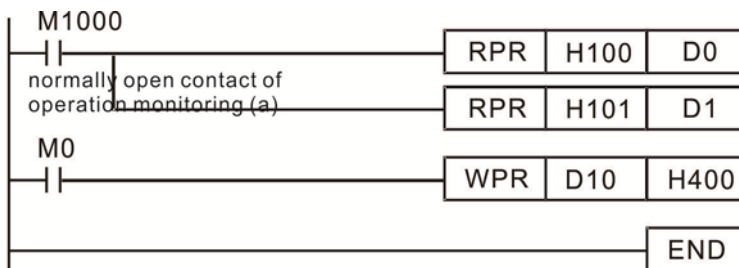 M1000
RPR H100 D0
normally open contact of
operation monitoring (a)
RPR H101 D1
M0
WPR D10 H400
END